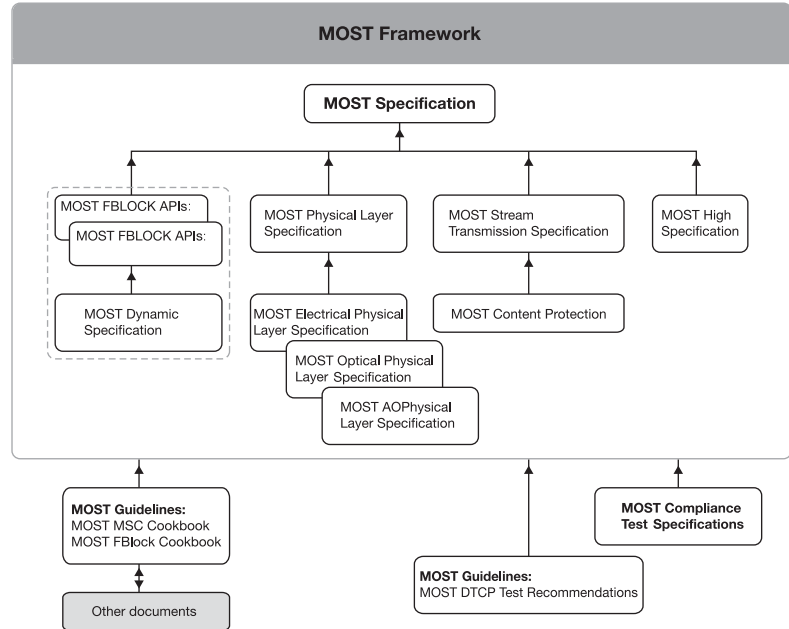 MOST Framework
MOST Specification
MOST FBLOCK APIs:
MOST FBLOCK APIs:
MOST Dynamic
Specification
MOST Physical Layer
Specification
MOST Electrical Physical
Layer Specification
MOST Optical Physical
Layer Specification
MOST AOPhysical
Layer Specification
MOST Stream
Transmission Specification
MOST Content Protection
MOST High
Specification
MOST Guidelines:
MOST MSC Cookbook
MOST FBlock Cookbook
Other documents
MOST Guidelines:
MOST DTCP Test Recommendations
MOST Compliance
Test Specifications